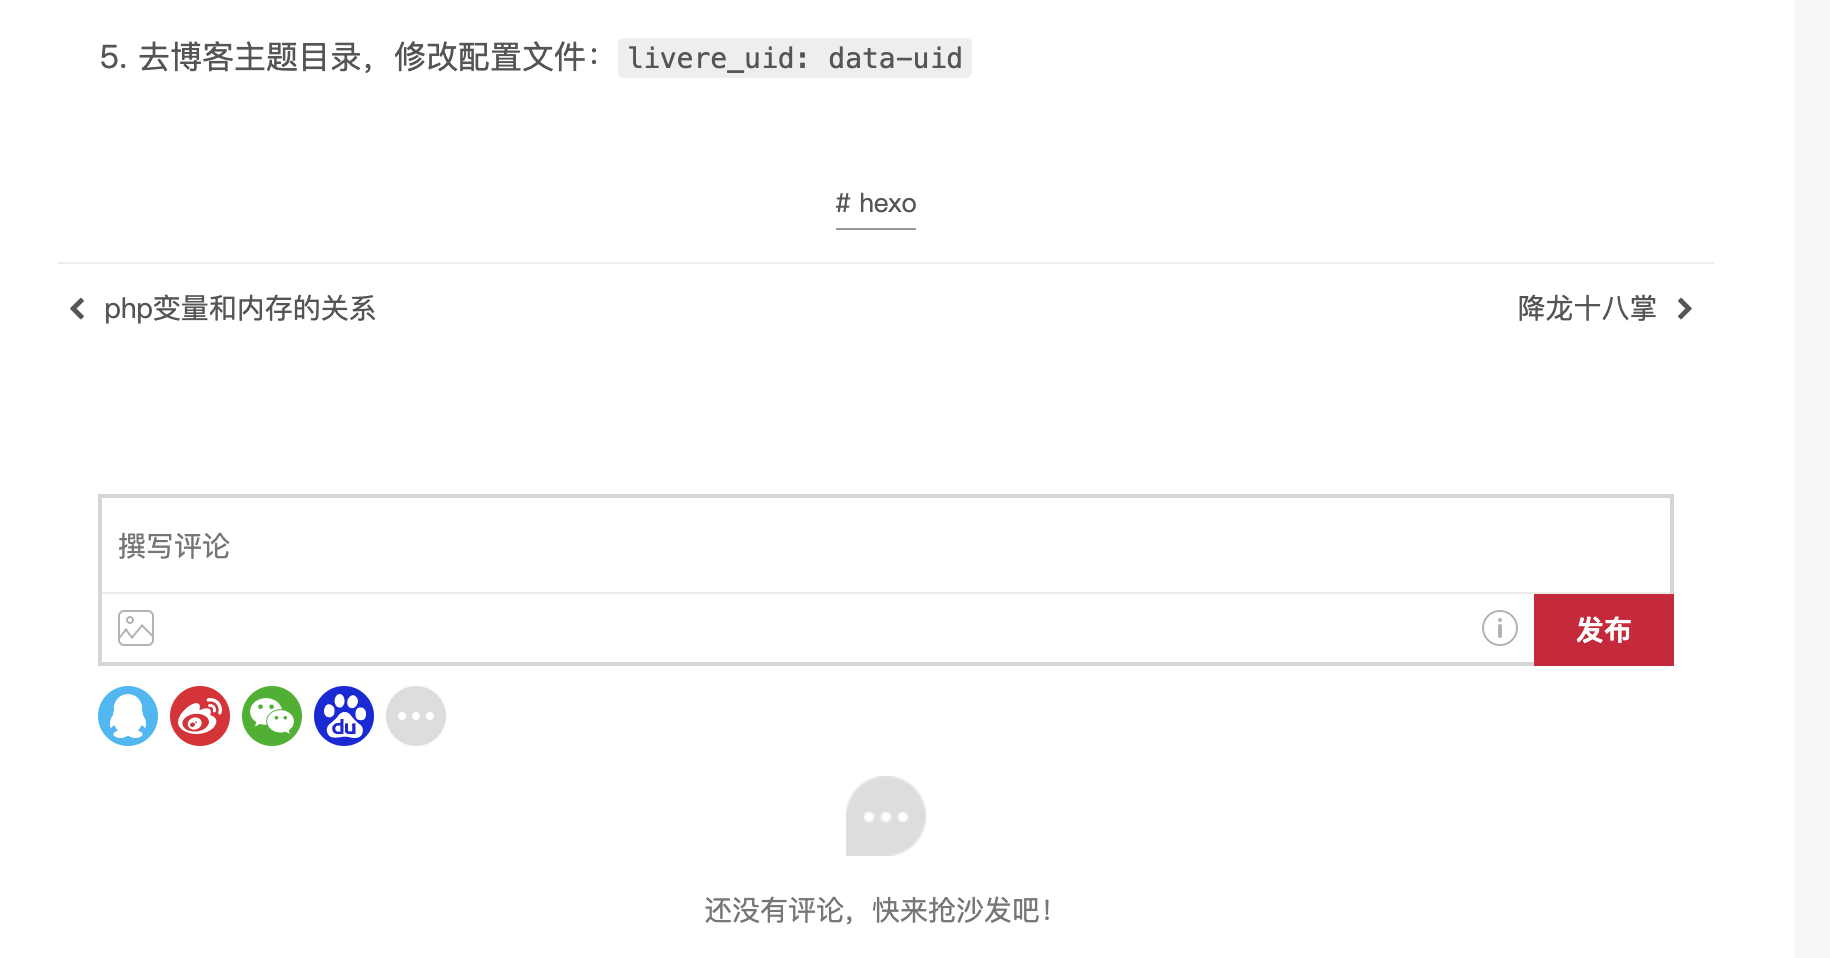 5. 去博客主题目录，修改配置文件： livere_uid: data-uid
# hexo
php变量和内存的关系
降龙十八掌
撰写评论
发布
du
还没有评论，快来抢沙发吧！